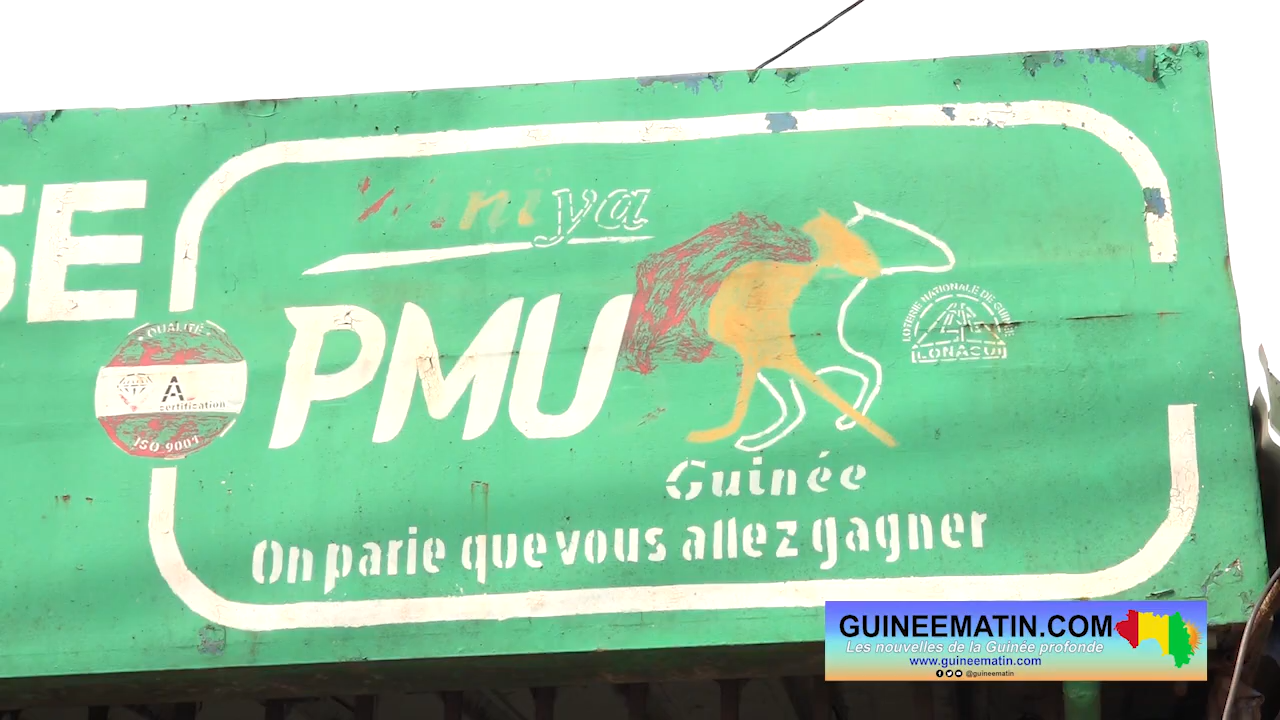 SE
niya
PMU
Guinée
On parie que vous allez gagner
QUALITÉ
A
certification
ISO 9001
LOTERIE NATIONALE DE GUINÉE
LONAGUI
GUINEEMATIN.COM
Les nouvelles de la Guinée profonde
www.guineematin.com
@guineematin